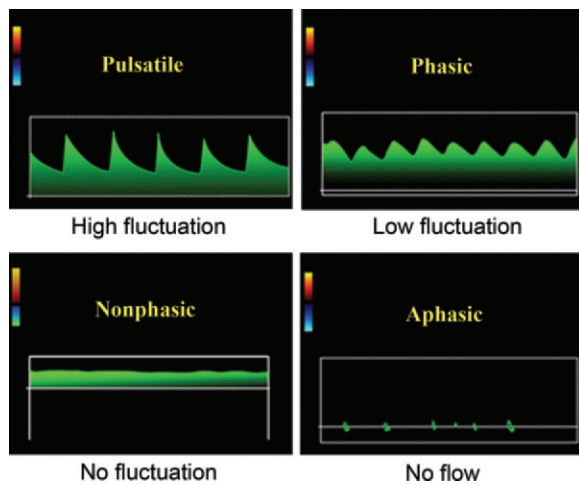 Pulsatile
High fluctuation
Phasic
Low fluctuation
Nonphasic
No fluctuation
Aphasic
No flow